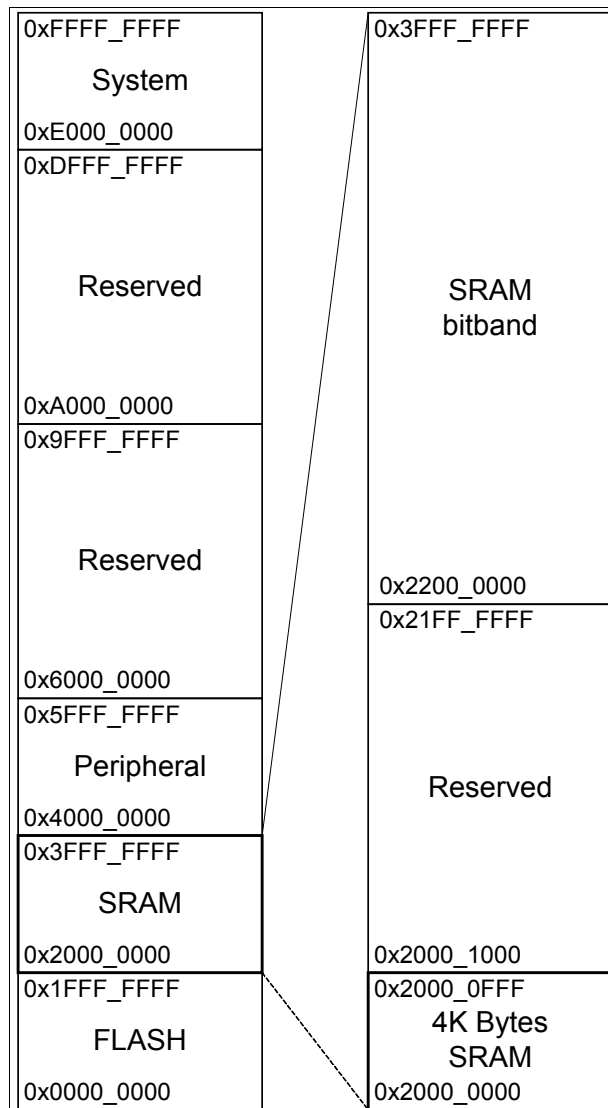 0xFFFF_FFFF
System
0xE000_0000
0xDFFF_FFFF
Reserved
0xA000_0000
0x9FFF_FFFF
Reserved
0x6000_0000
0x5FFF_FFFF
Peripheral
0x4000_0000
0x3FFF_FFFF
SRAM
0x2000_0000
0x1FFF_FFFF
FLASH
0x0000_0000
0x3FFF_FFFF
SRAM
bitband
0x2200_0000
0x21FF_FFFF
Reserved
0x2000_1000
0x2000_0FFF
4K Bytes
SRAM
0x2000_0000